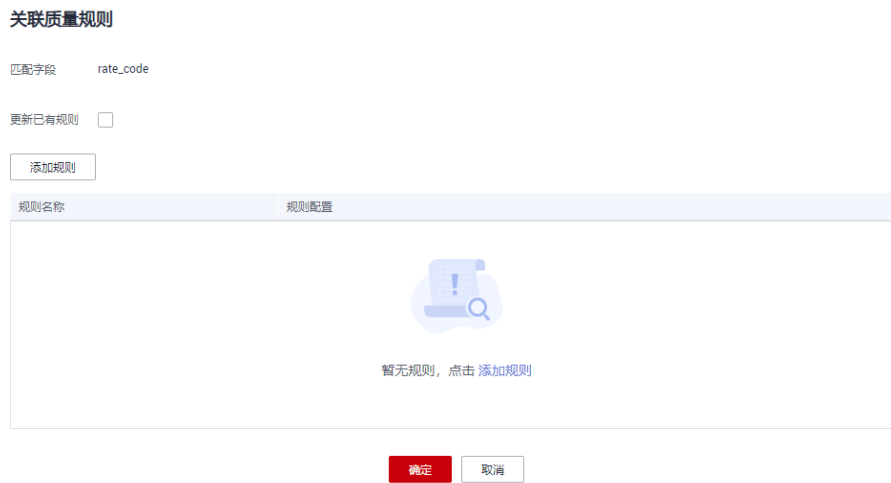 关联质量规则
匹配字段 rate_code
更新已有规则
添加规则
规则名称 规则配置
暂无规则，点击 添加规则
确定 取消